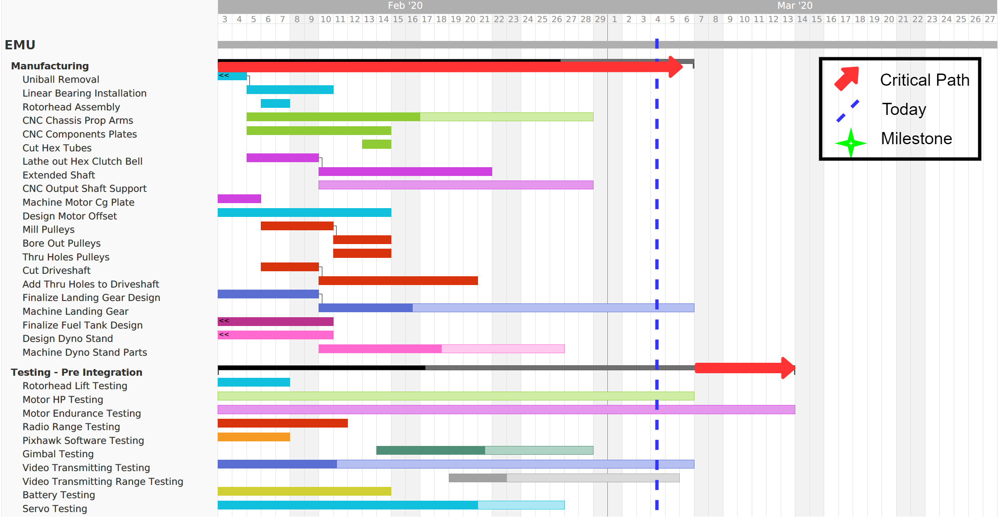 Feb '20 Mar '20
3 4 5 6 7 8 9 10 11 12 13 14 15 16 17 18 19 20 21 22 23 24 25 26 27 28 29 1 2 3 4 5 6 7 8 9 10 11 12 13 14 15 16 17 18 19 20 21 22 23 24 25 26 27
EMU
Manufacturing
Uniball Removal <<
Linear Bearing Installation
Rotorhead Assembly
CNC Chassis Prop Arms
CNC Components Plates
Cut Hex Tubes
Lathe out Hex Clutch Bell
Extended Shaft
CNC Output Shaft Support
Machine Motor Cg Plate
Design Motor Offset
Mill Pulleys
Bore Out Pulleys
Thru Holes Pulleys
Cut Driveshaft
Add Thru Holes to Driveshaft
Finalize Landing Gear Design
Machine Landing Gear
Finalize Fuel Tank Design <<
Design Dyno Stand <<
Machine Dyno Stand Parts
Testing - Pre Integration
Rotorhead Lift Testing
Motor HP Testing
Motor Endurance Testing
Radio Range Testing
Pixhawk Software Testing
Gimbal Testing
Video Transmitting Testing
Video Transmitting Range Testing
Battery Testing
Servo Testing
Critical Path
Today
Milestone